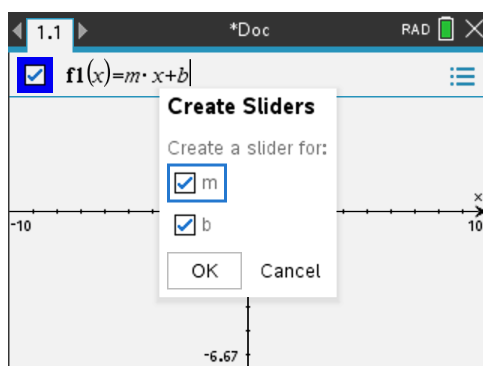 1.1 *Doc RAD
f1(x)=m· x+b
Create Sliders
Create a slider for:
m
x
-10 b 10
OK Cancel
-6.67